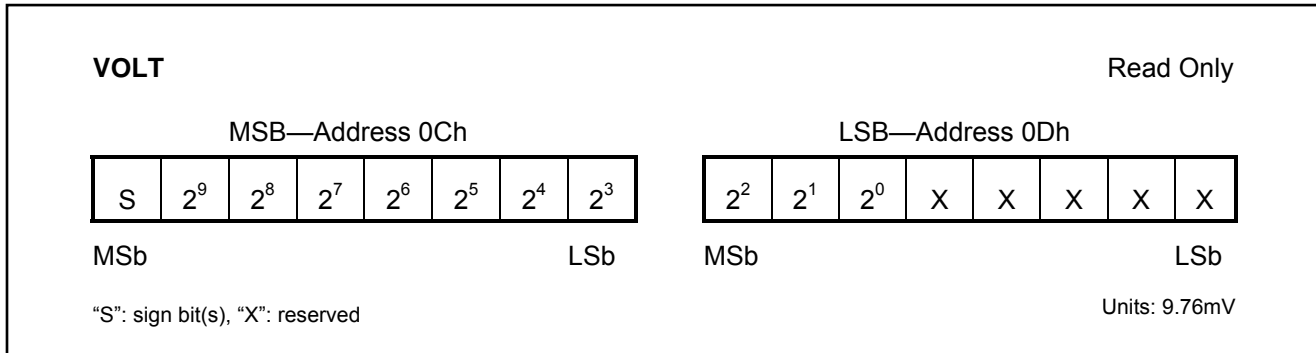 VOLT Read Only
MSB—Address 0Ch LSB—Address 0Dh
S 2⁹ 2⁸ 2⁷ 2⁶ 2⁵ 2⁴ 2³ 2² 2¹ 2⁰ X X X X X
MSb LSb MSb LSb
“S”: sign bit(s), “X”: reserved Units: 9.76mV